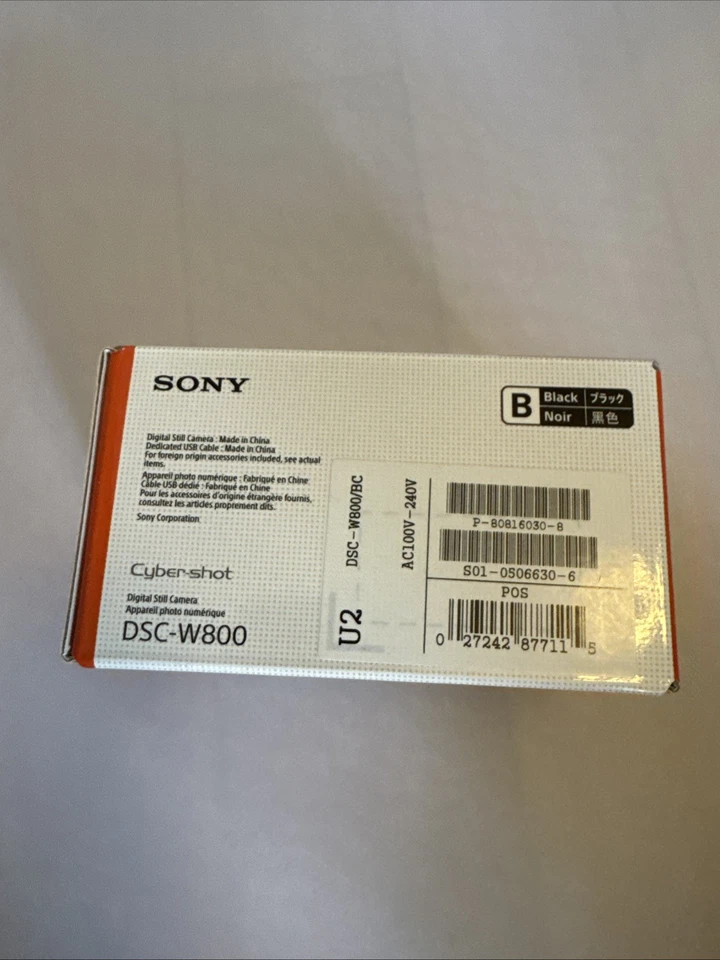 SONY
B
Black ブラック
Noir 黒色
Digital Still Camera : Made in China
Dedicated USB Cable : Made in China
For foreign origin accessories included, see actual
items.
Appareil photo numérique : Fabriqué en Chine
Câble USB dédié : Fabriqué en Chine
Pour les accessoires d'origine étrangère fournis,
consultez les articles proprement dits.
Sony Corporation
Cyber-shot
Digital Still Camera
Appareil photo numérique
DSC-W800
U2 DSC-W800/BC
AC100V-240V
P-80816030-8
S01-0506630-6
POS
0 27242 87711 5